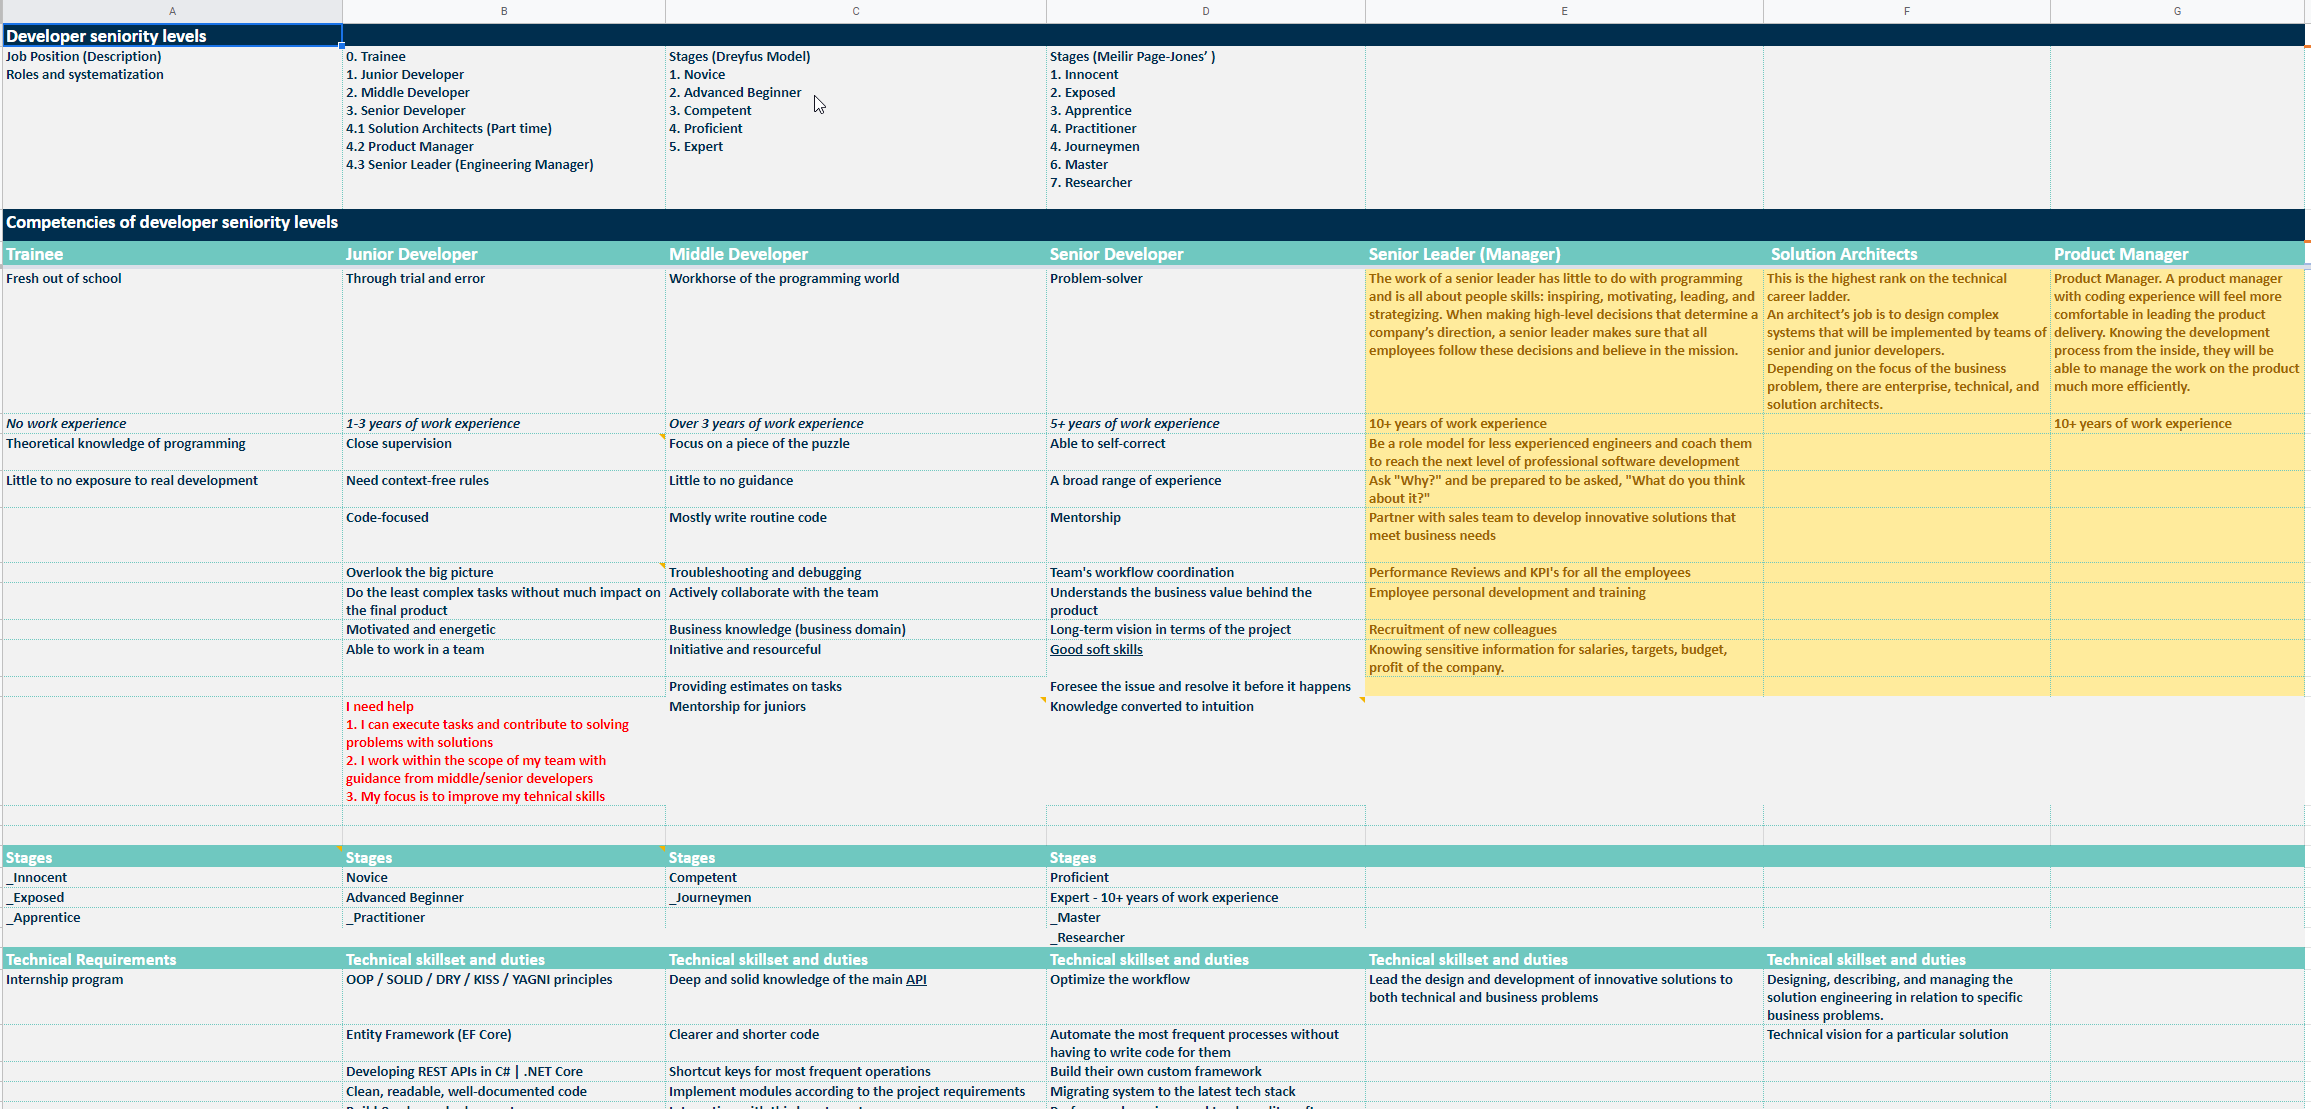 A B C D E F G
Developer seniority levels
Job Position (Description)
Roles and systematization
0. Trainee
1. Junior Developer
2. Middle Developer
3. Senior Developer
4.1 Solution Architects (Part time)
4.2 Product Manager
4.3 Senior Leader (Engineering Manager)
Stages (Dreyfus Model)
1. Novice
2. Advanced Beginner
3. Competent
4. Proficient
5. Expert
Stages (Meilir Page-Jones’ )
1. Innocent
2. Exposed
3. Apprentice
4. Practitioner
4. Journeymen
6. Master
7. Researcher
Competencies of developer seniority levels
Trainee
Junior Developer
Middle Developer
Senior Developer
Senior Leader (Manager)
Solution Architects
Product Manager
Fresh out of school
Through trial and error
Workhorse of the programming world
Problem-solver
The work of a senior leader has little to do with programming
and is all about people skills: inspiring, motivating, leading, and
strategizing. When making high-level decisions that determine a
company’s direction, a senior leader makes sure that all
employees follow these decisions and believe in the mission.
This is the highest rank on the technical
career ladder.
An architect’s job is to design complex
systems that will be implemented by teams of
senior and junior developers.
Depending on the focus of the business
problem, there are enterprise, technical, and
solution architects.
Product Manager. A product manager
with coding experience will feel more
comfortable in leading the product
delivery. Knowing the development
process from the inside, they will be
able to manage the work on the product
much more efficiently.
No work experience
1-3 years of work experience
Over 3 years of work experience
5+ years of work experience
10+ years of work experience
10+ years of work experience
Theoretical knowledge of programming
Close supervision
Focus on a piece of the puzzle
Able to self-correct
Be a role model for less experienced engineers and coach them
to reach the next level of professional software development
Little to no exposure to real development
Need context-free rules
Little to no guidance
A broad range of experience
Ask "Why?" and be prepared to be asked, "What do you think
about it?"
Code-focused
Mostly write routine code
Mentorship
Partner with sales team to develop innovative solutions that
meet business needs
Overlook the big picture
Troubleshooting and debugging
Team's workflow coordination
Performance Reviews and KPI's for all the employees
Do the least complex tasks without much impact on
the final product
Actively collaborate with the team
Understands the business value behind the
product
Employee personal development and training
Motivated and energetic
Business knowledge (business domain)
Long-term vision in terms of the project
Recruitment of new colleagues
Able to work in a team
Initiative and resourceful
Good soft skills
Knowing sensitive information for salaries, targets, budget,
profit of the company.
Providing estimates on tasks
Foresee the issue and resolve it before it happens
I need help
1. I can execute tasks and contribute to solving
problems with solutions
2. I work within the scope of my team with
guidance from middle/senior developers
3. My focus is to improve my tehnical skills
Mentorship for juniors
Knowledge converted to intuition
Stages
Stages
Stages
Stages
_Innocent
Novice
Competent
Proficient
_Exposed
Advanced Beginner
_Journeymen
Expert - 10+ years of work experience
_Apprentice
_Practitioner
_Master
_Researcher
Technical Requirements
Technical skillset and duties
Technical skillset and duties
Technical skillset and duties
Technical skillset and duties
Technical skillset and duties
Internship program
OOP / SOLID / DRY / KISS / YAGNI principles
Deep and solid knowledge of the main API
Optimize the workflow
Lead the design and development of innovative solutions to
both technical and business problems
Designing, describing, and managing the
solution engineering in relation to specific
business problems.
Entity Framework (EF Core)
Clearer and shorter code
Automate the most frequent processes without
having to write code for them
Technical vision for a particular solution
Developing REST APIs in C# | .NET Core
Shortcut keys for most frequent operations
Build their own custom framework
Clean, readable, well-documented code
Implement modules according to the project requirements
Migrating system to the latest tech stack